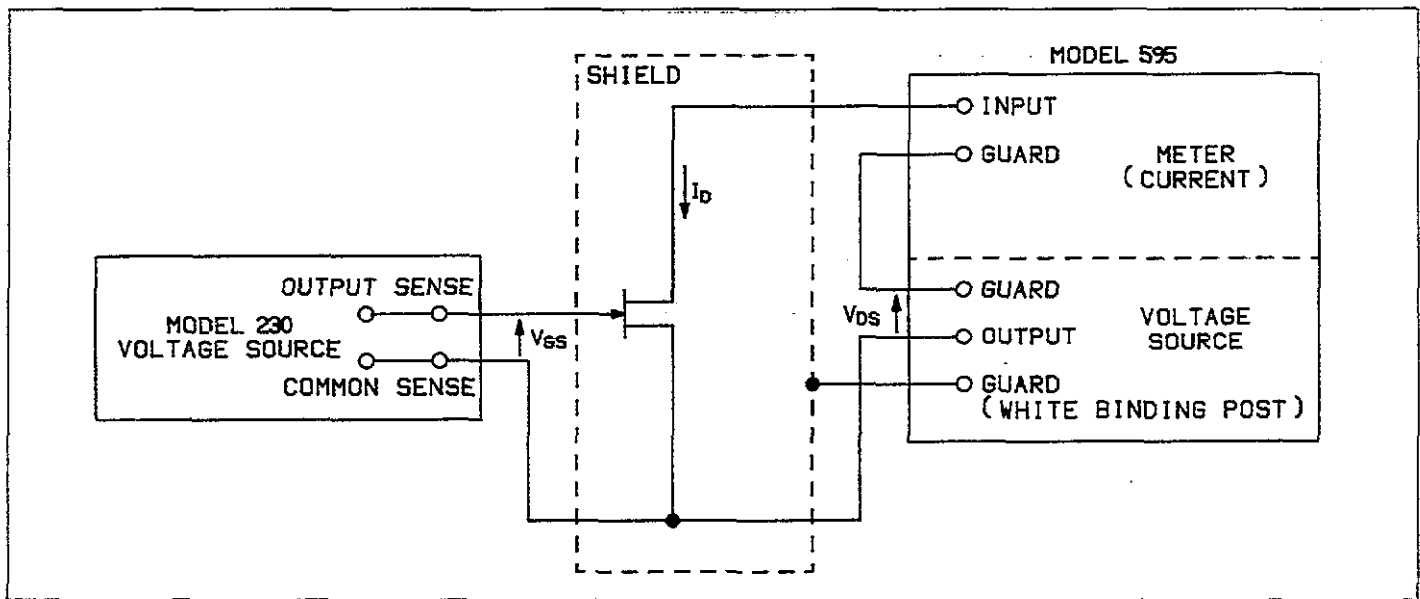 MODEL 595
SHIELD
INPUT
GUARD
METER
(CURRENT)
ID
OUTPUT SENSE
MODEL 230
VOLTAGE SOURCE
COMMON SENSE
VGS
VDS
GUARD
OUTPUT
VOLTAGE
SOURCE
GUARD
(WHITE BINDING POST)